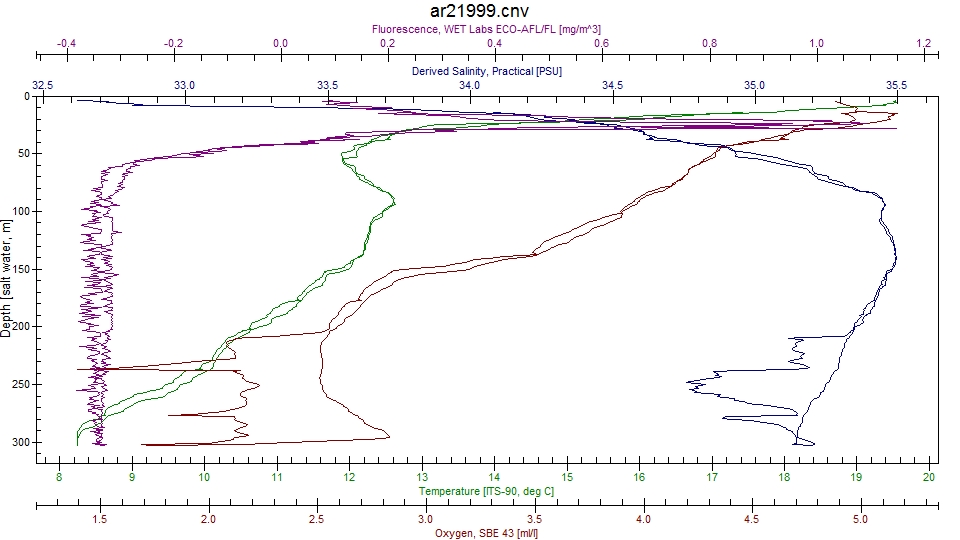 ar21999.cnv
Fluorescence, WET Labs ECO-AFL/FL [mg/m^3]
-0.4 -0.2 0.0 0.2 0.4 0.6 0.8 1.0 1.2
Derived Salinity, Practical [PSU]
32.5 33.0 33.5 34.0 34.5 35.0 35.5
0
50
100
150
200
250
300
Depth [salt water, m]
8 9 10 11 12 13 14 15 16 17 18 19 20
Temperature [ITS-90, deg C]
1.5 2.0 2.5 3.0 3.5 4.0 4.5 5.0
Oxygen, SBE 43 [ml/l]